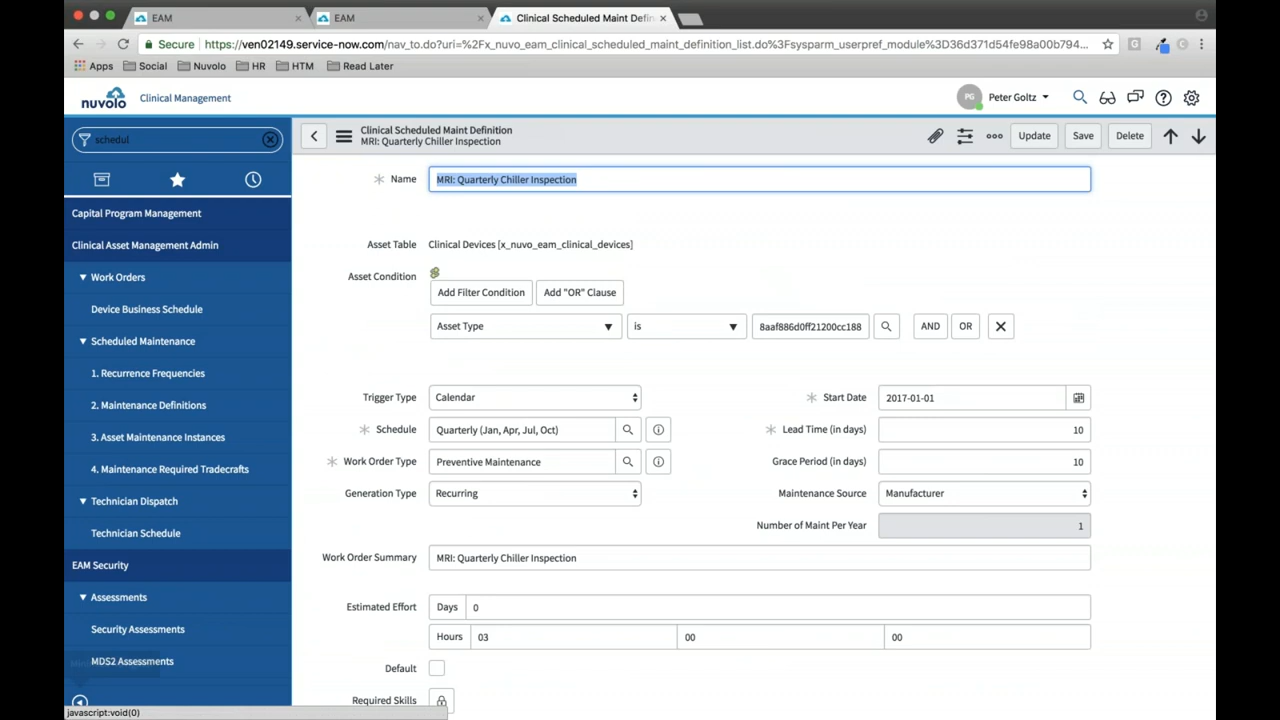 EAM
EAM
Clinical Scheduled Maint Defin
Secure https://ven02149.service-now.com/nav_to.do?uri=%2Fx_nuvo_eam_clinical_scheduled_maint_definition_list.do%3Fsysparm_userpref_module%3D36d371d54fe98a00b794...
Apps Social Nuvolo HR HTM Read Later
nuvolo Clinical Management PG Peter Goltz
schedul
Clinical Scheduled Maint Definition
MRI: Quarterly Chiller Inspection
Update Save Delete
Capital Program Management
Clinical Asset Management Admin
Work Orders
Device Business Schedule
Scheduled Maintenance
1. Recurrence Frequencies
2. Maintenance Definitions
3. Asset Maintenance Instances
4. Maintenance Required Tradecrafts
Technician Dispatch
Technician Schedule
EAM Security
Assessments
Security Assessments
MDS2 Assessments
javascript:void(0)
Name MRI: Quarterly Chiller Inspection
Asset Table Clinical Devices [x_nuvo_eam_clinical_devices]
Asset Condition
Add Filter Condition Add "OR" Clause
Asset Type is 8aaf886d0ff21200cc188 AND OR
Trigger Type Calendar Start Date 2017-01-01
Schedule Quarterly (Jan, Apr, Jul, Oct) Lead Time (in days) 10
Work Order Type Preventive Maintenance Grace Period (in days) 10
Generation Type Recurring Maintenance Source Manufacturer
Number of Maint Per Year 1
Work Order Summary MRI: Quarterly Chiller Inspection
Estimated Effort Days 0
Hours 03 00 00
Default
Required Skills